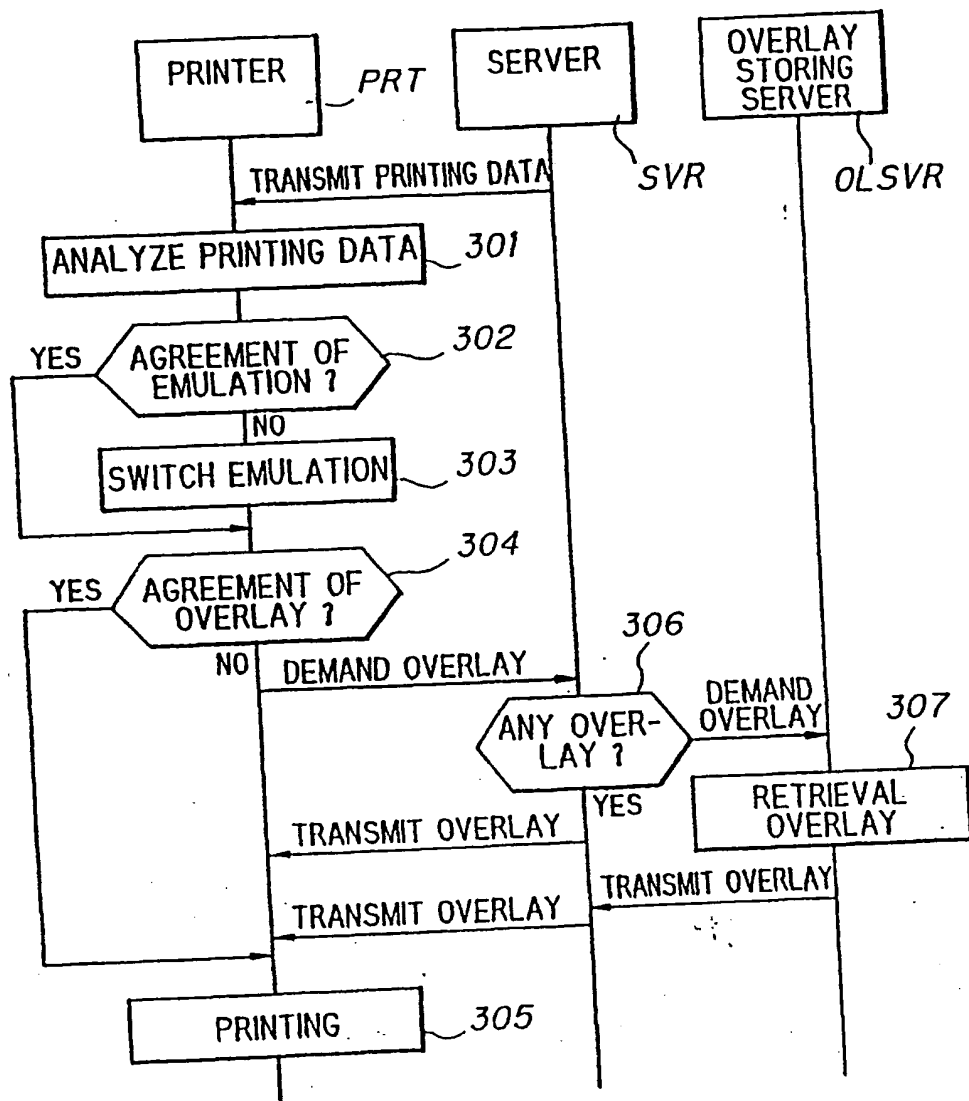 PRINTER
PRT
SERVER
SVR
OVERLAY
STORING
SERVER
OLSVR
TRANSMIT PRINTING DATA
ANALYZE PRINTING DATA
301
YES
AGREEMENT OF
EMULATION ?
302
NO
SWITCH EMULATION
303
304
YES
AGREEMENT OF
OVERLAY ?
NO
DEMAND OVERLAY
306
ANY OVER-
LAY ?
DEMAND
OVERLAY
307
YES
RETRIEVAL
OVERLAY
TRANSMIT OVERLAY
TRANSMIT OVERLAY
TRANSMIT OVERLAY
PRINTING
305